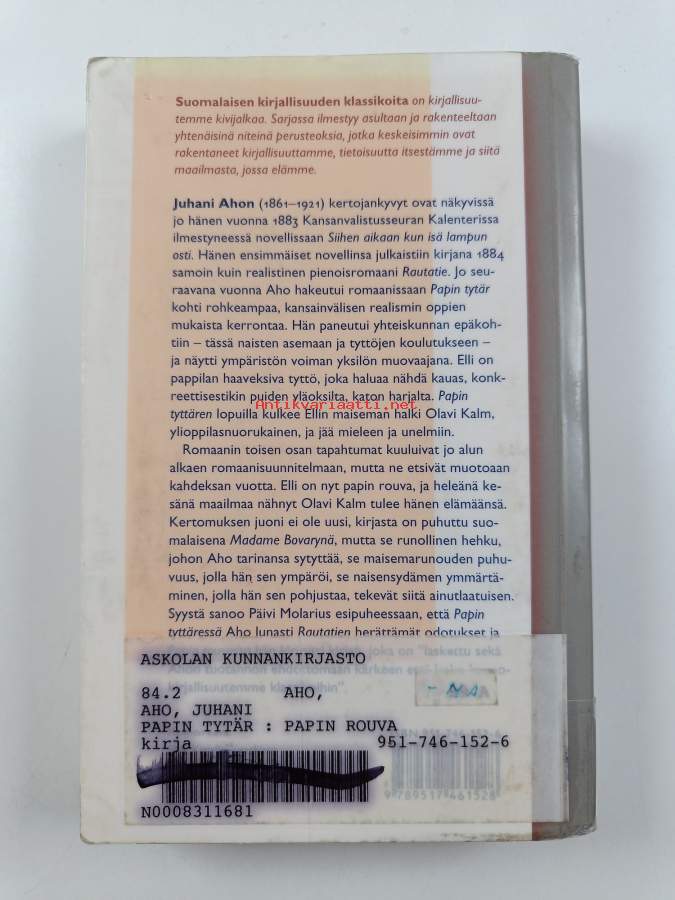 Suomalaisen kirjallisuuden klassikoita on kirjallisuu-
temme kivijalkaa. Sarjassa ilmestyy asultaan ja rakenteeltaan
yhtenäisinä niteinä perusteoksia, jotka keskeisimmin ovat
rakentaneet kirjallisuuttamme, tietoisuutta itsestämme ja siitä
maailmasta, jossa elämme.
Juhani Ahon (1861–1921) kertojankyvyt ovat näkyvissä
jo hänen vuonna 1883 Kansanvalistusseuran Kalenterissa
ilmestyneessä novellissaan Siihen aikaan kun isä lampun
osti. Hänen ensimmäiset novellinsa julkaistiin kirjana 1884
samoin kuin realistinen pienoisromaani Rautatie. Jo seu-
raavana vuonna Aho hakeutui romaanissaan Papin tytär
kohti rohkeampaa, kansainvälisen realismin oppien
mukaista kerrontaa. Hän paneutui yhteiskunnan epäkoh-
tiin – tässä naisten asemaan ja tyttöjen koulutukseen –
ja näytti ympäristön voiman yksilön muovaajana. Elli on
pappilan haaveksiva tyttö, joka haluaa nähdä kauas, konk-
reettisestikin puiden yläoksilta, katon harjalta. Papin
Antikvariaatti.net
tyttären lopuilla kulkee Ellin maiseman halki Olavi Kalm,
ylioppilasnuorukainen, ja jää mieleen ja unelmiin.
Romaanin toisen osan tapahtumat kuuluivat jo alun
alkaen romaanisuunnitelmaan, mutta ne etsivät muotoaan
kahdeksan vuotta. Elli on nyt papin rouva, ja heleänä ke-
sänä maailmaa nähnyt Olavi Kalm tulee hänen elämäänsä.
Kertomuksen juoni ei ole uusi, kirjasta on puhuttu suo-
malaisena Madame Bovarynä, mutta se runollinen hehku,
johon Aho tarinansa sytyttää, se maisemarunouden puhu-
vuus, jolla hän sen ympäröi, se naisensydämen ymmärtä-
minen, jolla hän sen pohjustaa, tekevät siitä ainutlaatuisen.
Syystä sanoo Päivi Molarius esipuheessaan, että Papin
tyttäressä Aho lunasti Rautatien herättämät odotukset ja
joka on "laskettu sekä
kirjallisuutemme klassikoihin".
ASKOLAN KUNNANKIRJASTO
84.2 AHO,
AHO, JUHANI
PAPIN TYTÄR : PAPIN ROUVA
kirja 951-746-152-6
9 789517 461528
N0008311681